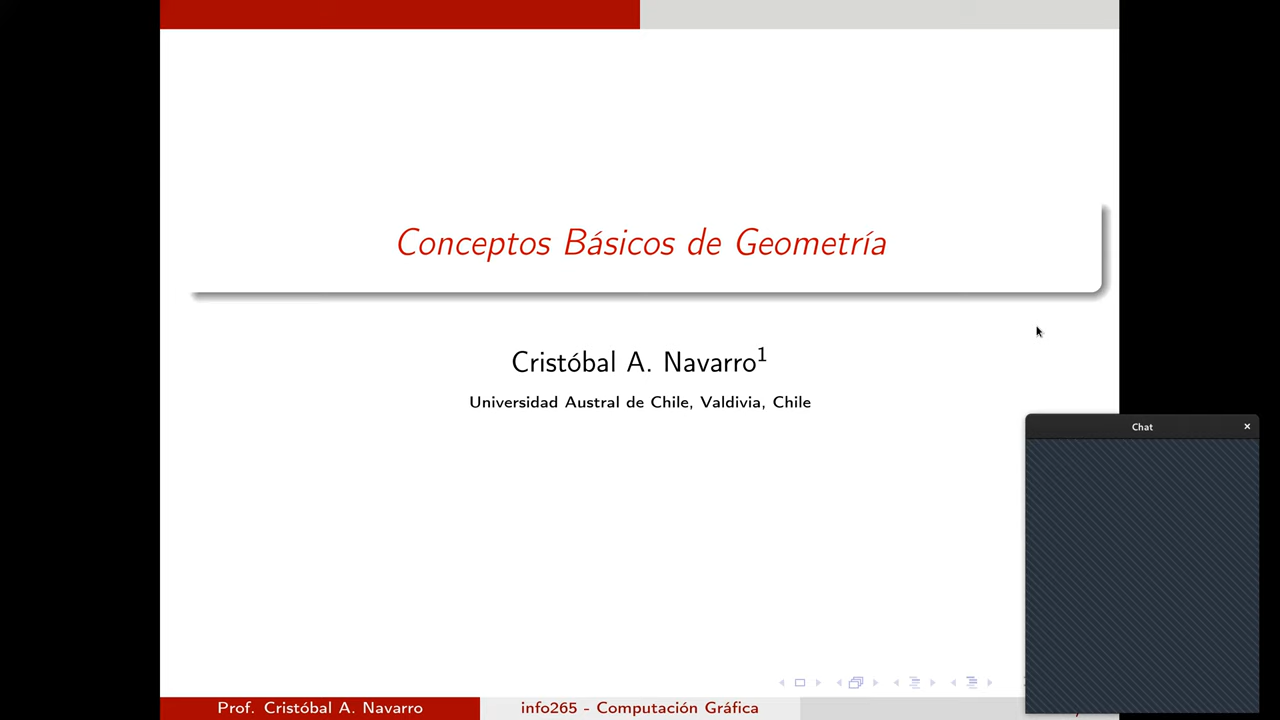 Conceptos Básicos de Geometría
Cristóbal A. Navarro¹
Universidad Austral de Chile, Valdivia, Chile
Chat
Prof. Cristóbal A. Navarro
info265 - Computación Gráfica